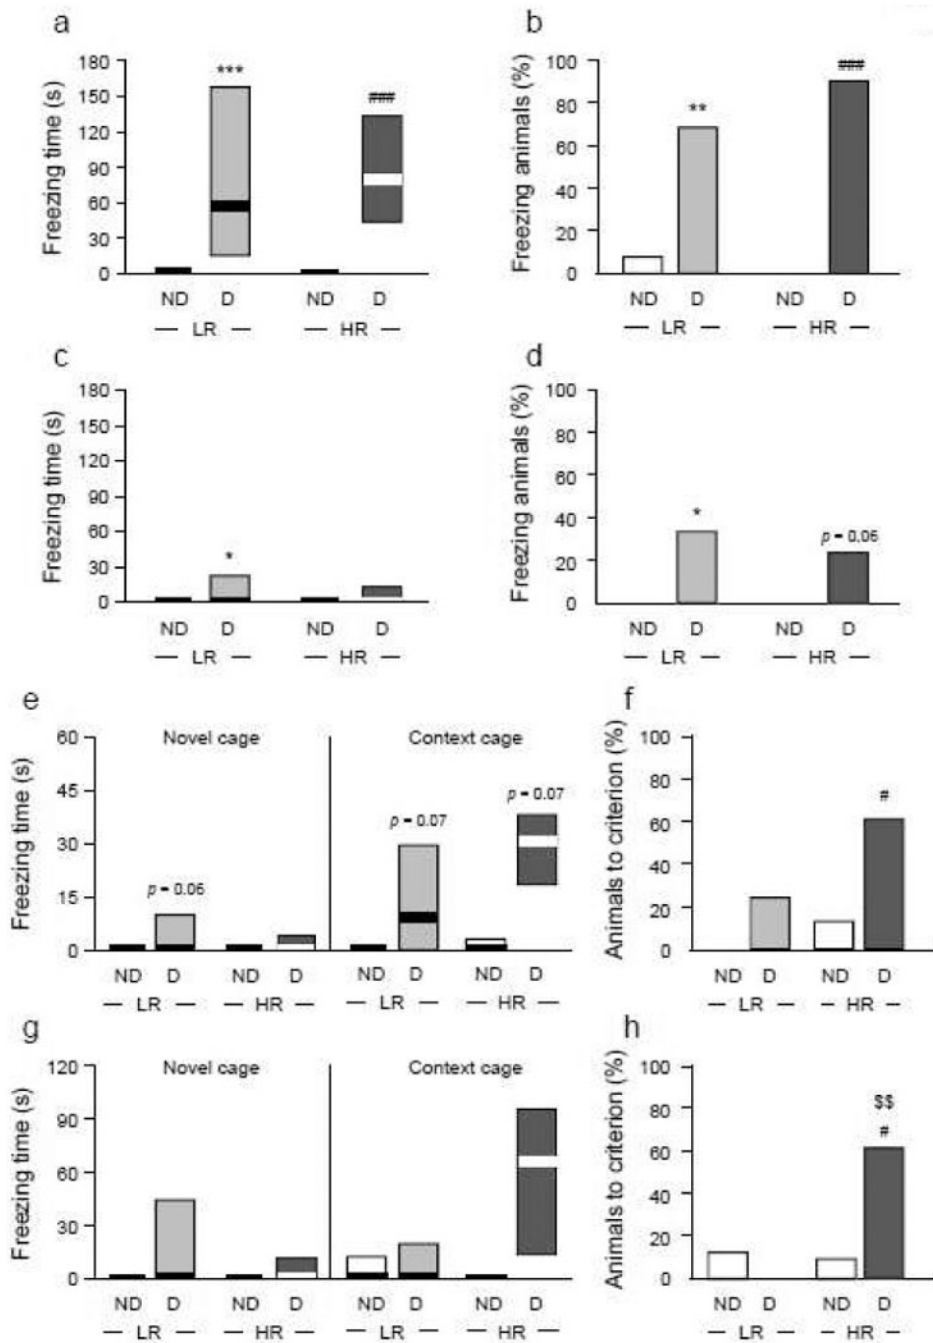 a
b
Freezing time (s)
180
150
120
90
60
30
0
***
###
ND D ND D
— LR — — HR —
Freezing animals (%)
100
80
60
40
20
0
**
###
ND D ND D
— LR — — HR —
c
d
Freezing time (s)
180
150
120
90
60
30
0
*
ND D ND D
— LR — — HR —
Freezing animals (%)
100
80
60
40
20
0
*
p = 0.06
ND D ND D
— LR — — HR —
e
f
Freezing time (s)
60
45
30
15
0
Novel cage
Context cage
p = 0.06
p = 0.07
p = 0.07
ND D ND D ND D ND D
— LR — — HR — — LR — — HR —
Animals to criterion (%)
100
80
60
40
20
0
#
ND D ND D
— LR — — HR —
g
h
Freezing time (s)
120
90
60
30
0
Novel cage
Context cage
ND D ND D ND D ND D
— LR — — HR — — LR — — HR —
Animals to criterion (%)
100
80
60
40
20
0
$$
#
ND D ND D
— LR — — HR —